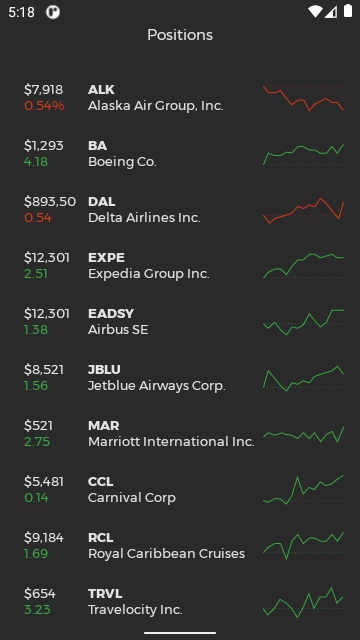 5:18
Positions
$7,918 ALK
0.54% Alaska Air Group, Inc.
$1,293 BA
4.18 Boeing Co.
$893,50 DAL
0.54 Delta Airlines Inc.
$12,301 EXPE
2.51 Expedia Group Inc.
$12,301 EADSY
1.38 Airbus SE
$8,521 JBLU
1.56 Jetblue Airways Corp.
$521 MAR
2.75 Marriott International Inc.
$5,481 CCL
0.14 Carnival Corp
$9,184 RCL
1.69 Royal Caribbean Cruises
$654 TRVL
3.23 Travelocity Inc.